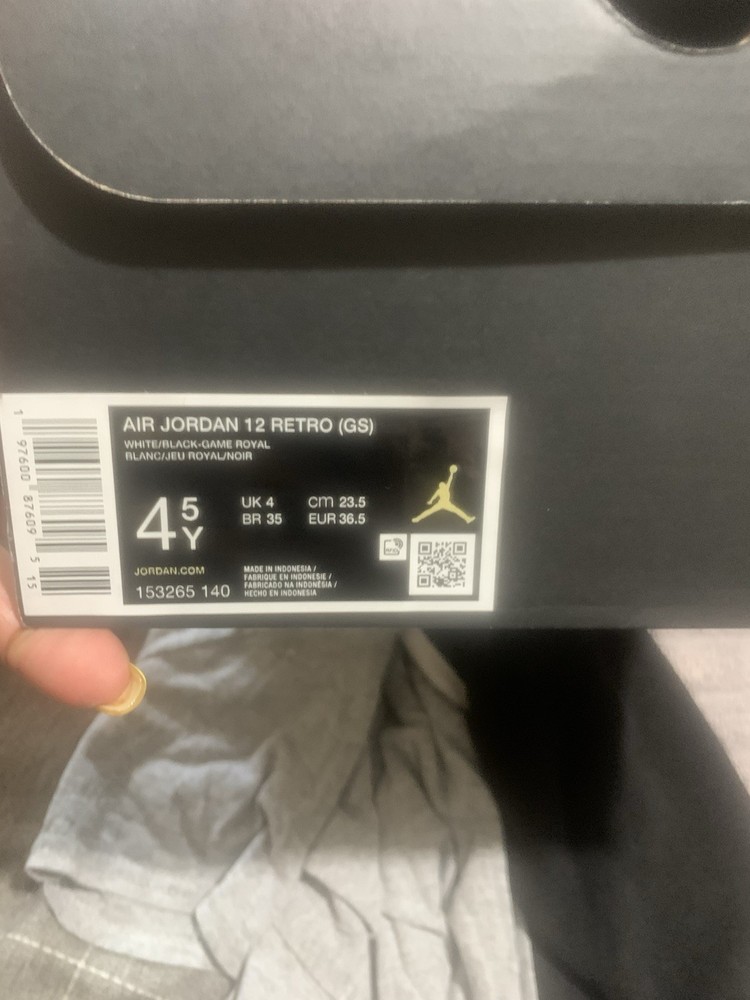 AIR JORDAN 12 RETRO (GS)
WHITE/BLACK-GAME ROYAL
BLANC/JEU ROYAL/NOIR
4 5 Y
UK 4 CM 23.5
BR 35 EUR 36.5
JORDAN.COM
153265 140
MADE IN INDONESIA /
FABRIQUE EN INDONESIE /
FABRICADO NA INDONÉSIA /
HECHO EN INDONESIA
1 97600 87609 5 15